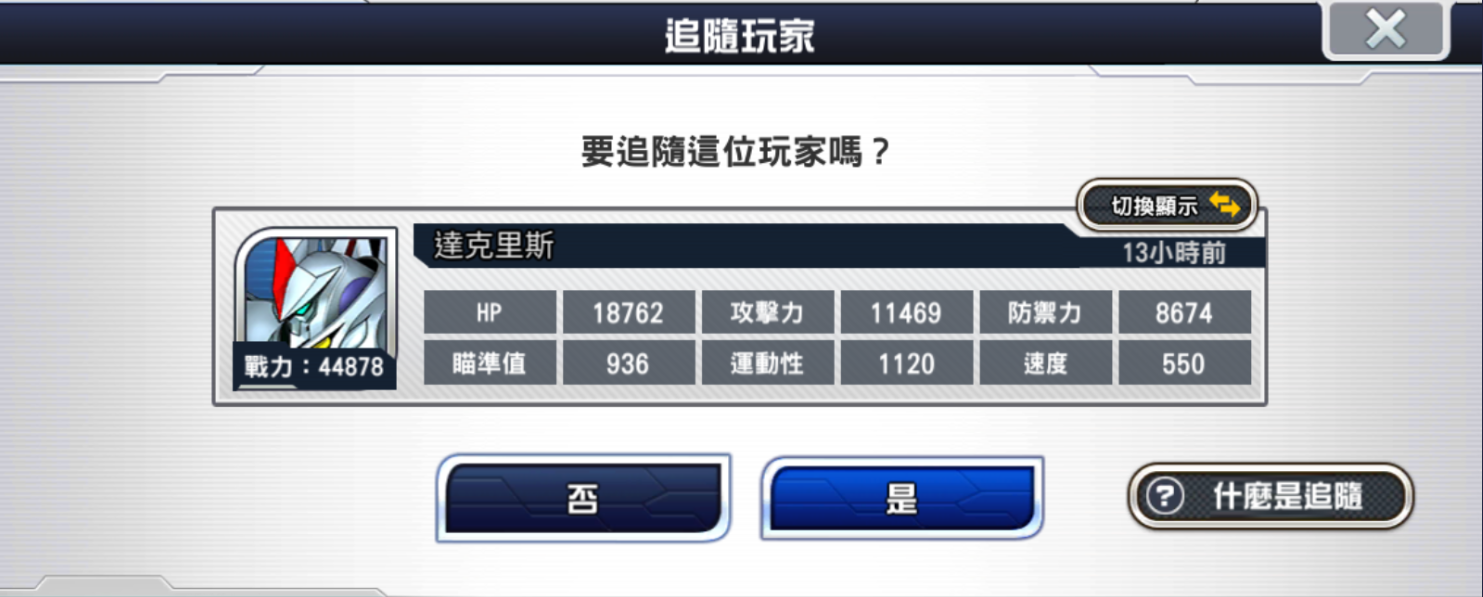 追隨玩家
要追隨這位玩家嗎？
切換顯示
達克里斯
13小時前
HP 18762 攻擊力 11469 防禦力 8674
瞄準值 936 運動性 1120 速度 550
戰力：44878
否 是 ? 什麼是追隨